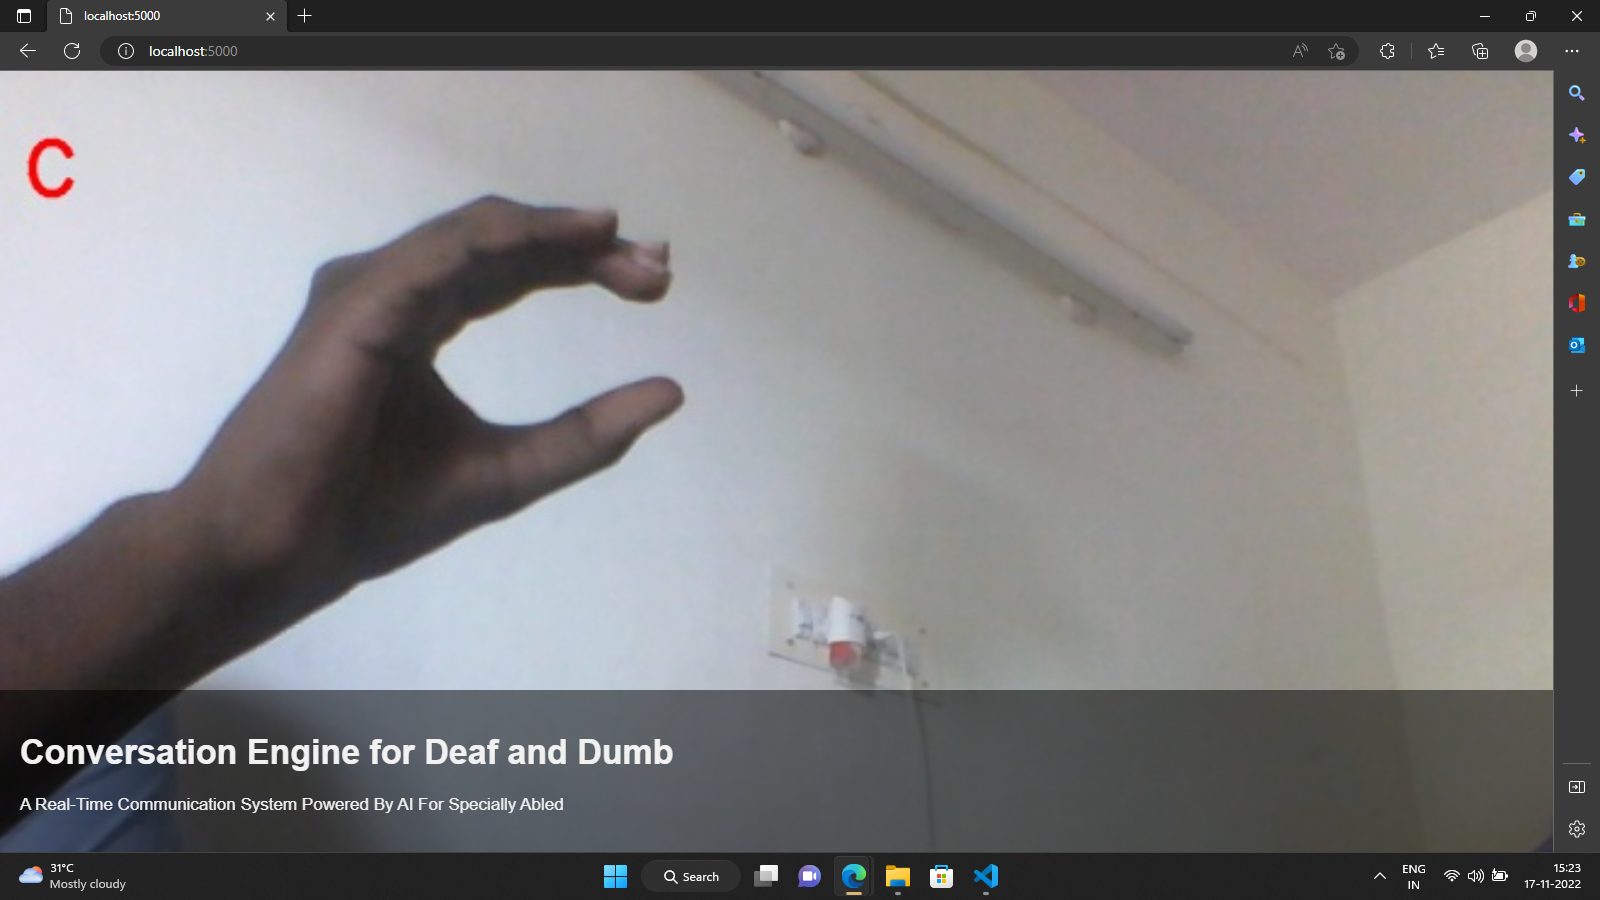 localhost:5000
localhost:5000
C
Conversation Engine for Deaf and Dumb
A Real-Time Communication System Powered By AI For Specially Abled
31°C
Mostly cloudy
Search
ENG
IN
15:23
17-11-2022